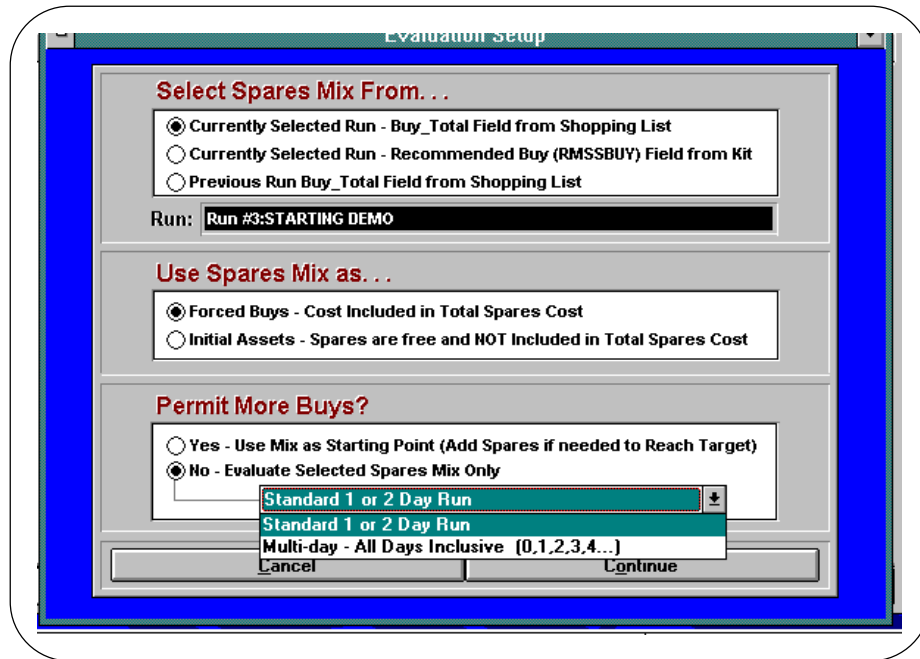 Evaluation Setup
Select Spares Mix From. . .
Currently Selected Run - Buy_Total Field from Shopping List
Currently Selected Run - Recommended Buy (RMSSBUY) Field from Kit
Previous Run Buy_Total Field from Shopping List
Run: Run #3:STARTING DEMO
Use Spares Mix as. . .
Forced Buys - Cost Included in Total Spares Cost
Initial Assets - Spares are free and NOT Included in Total Spares Cost
Permit More Buys?
Yes - Use Mix as Starting Point (Add Spares if needed to Reach Target)
No - Evaluate Selected Spares Mix Only
Standard 1 or 2 Day Run
Standard 1 or 2 Day Run
Multi-day - All Days Inclusive (0,1,2,3,4...)
Cancel Continue